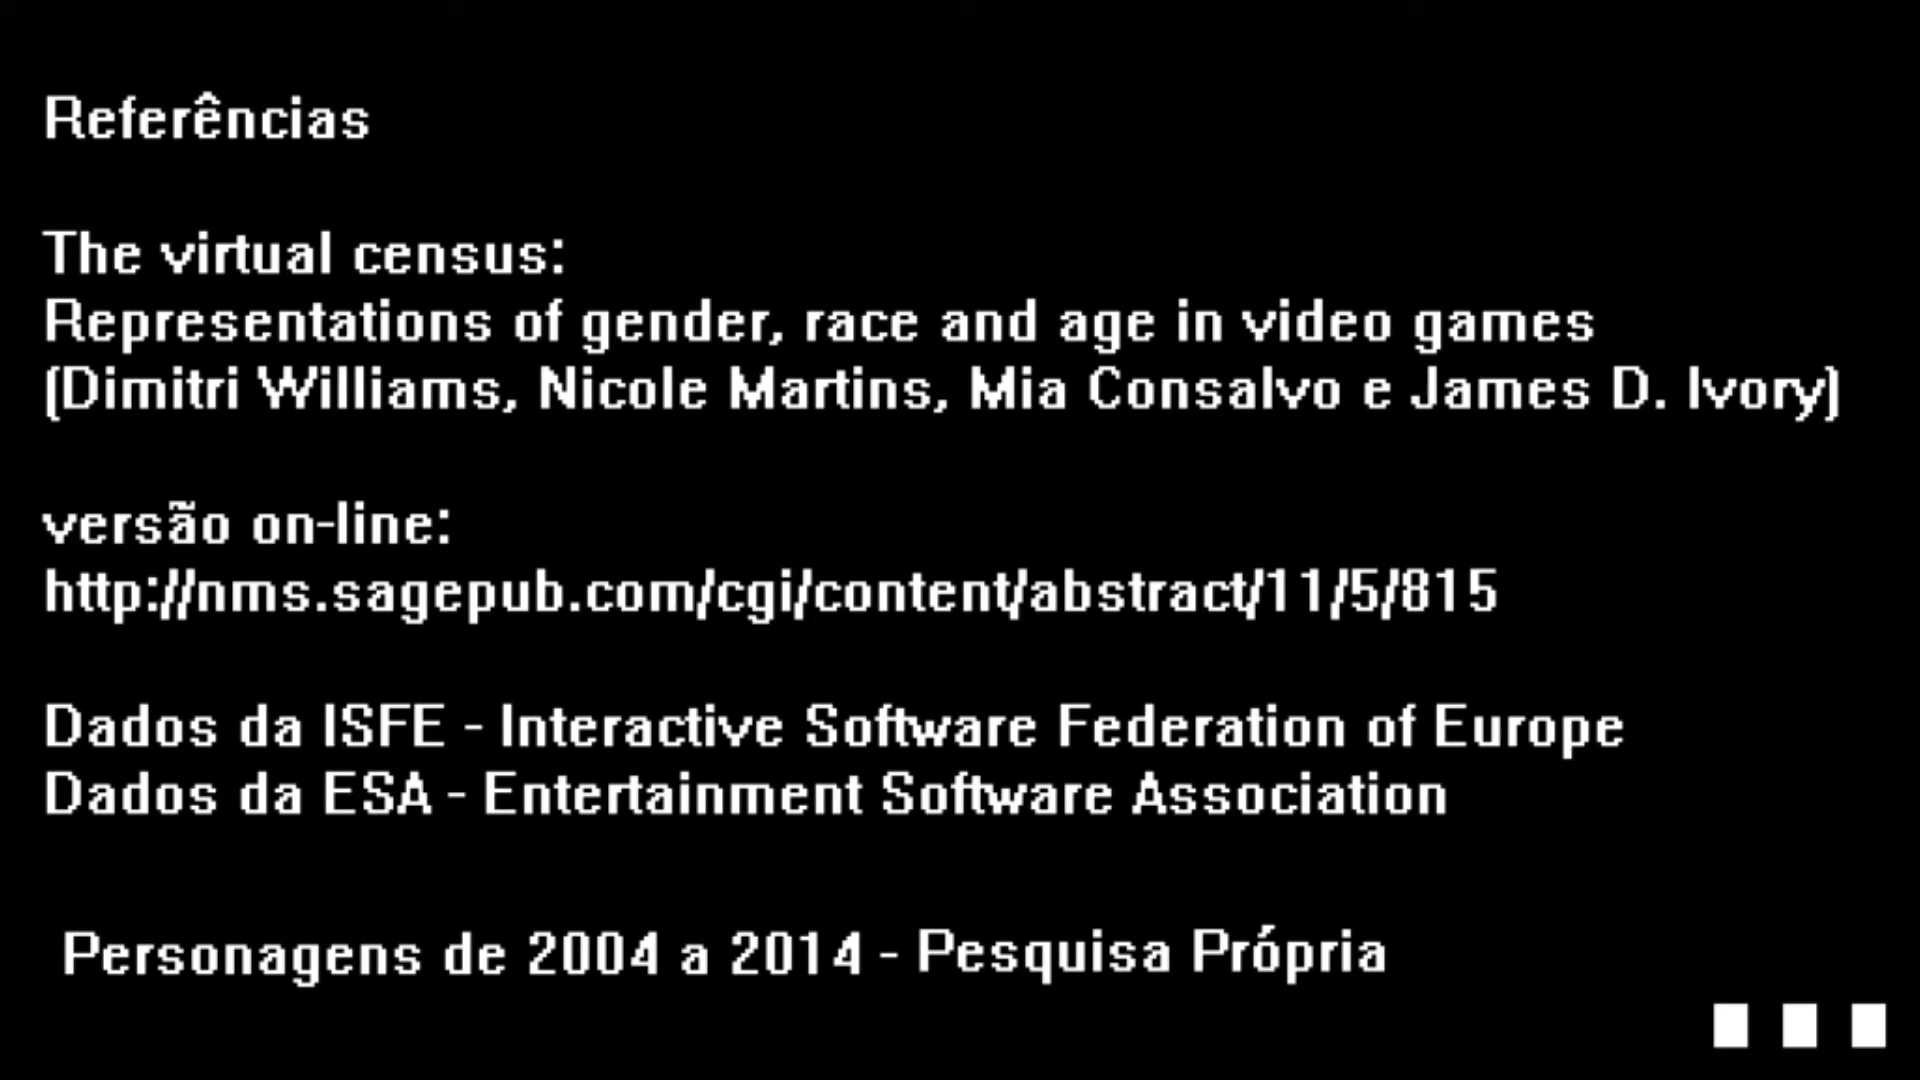 Referências
The virtual census:
Representations of gender, race and age in video games
(Dimitri Williams, Nicole Martins, Mia Consalvo e James D. Ivory)
versão on-line:
http://nms.sagepub.com/cgi/content/abstract/11/5/815
Dados da ISFE - Interactive Software Federation of Europe
Dados da ESA - Entertainment Software Association
Personagens de 2004 a 2014 - Pesquisa Própria